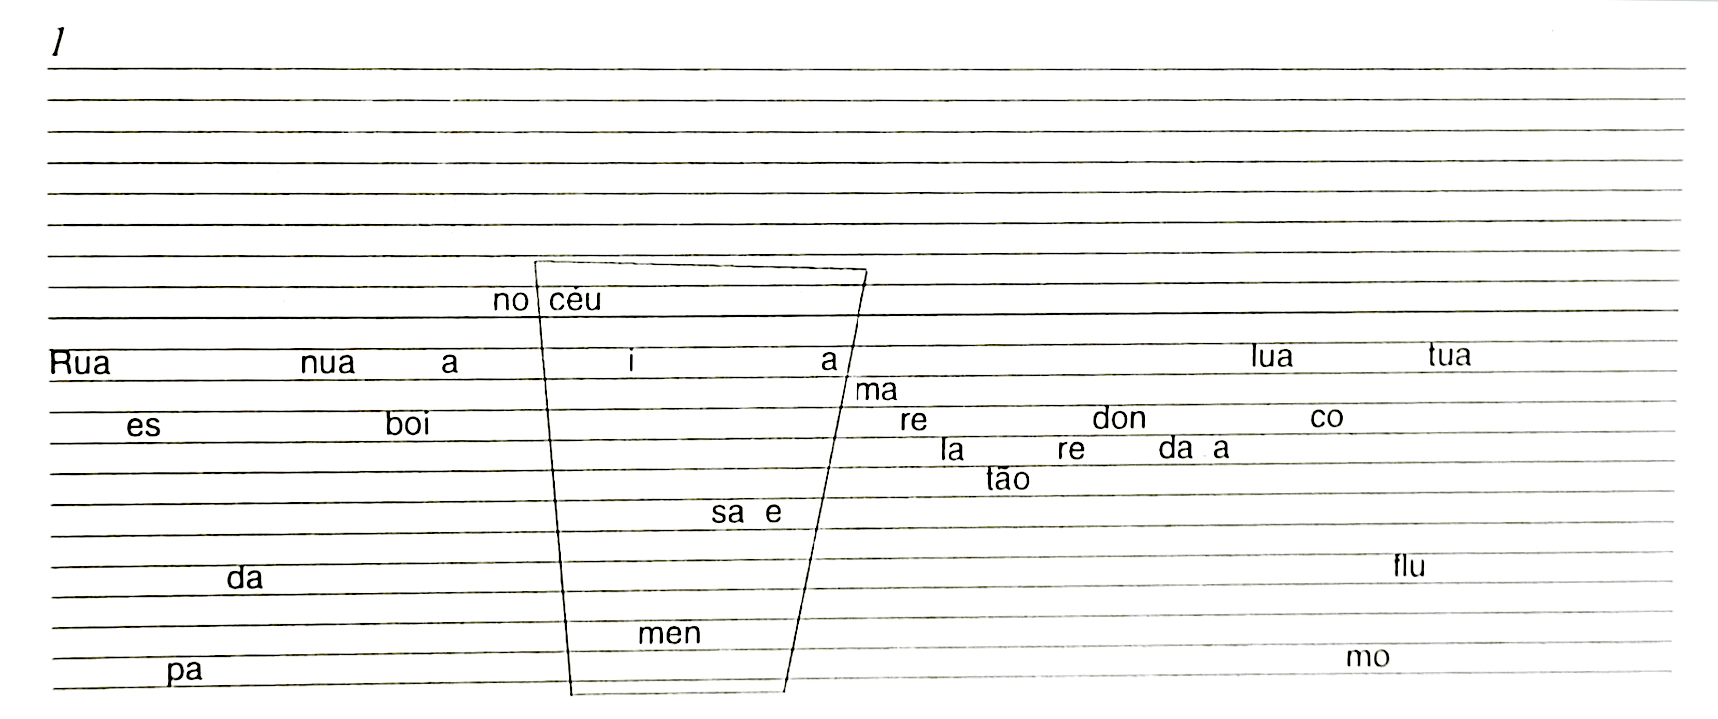 1
no céu
Rua nua a i a lua tua
ma
es boi re don co
la re da a
tão
sa e
da flu
men
pa mo